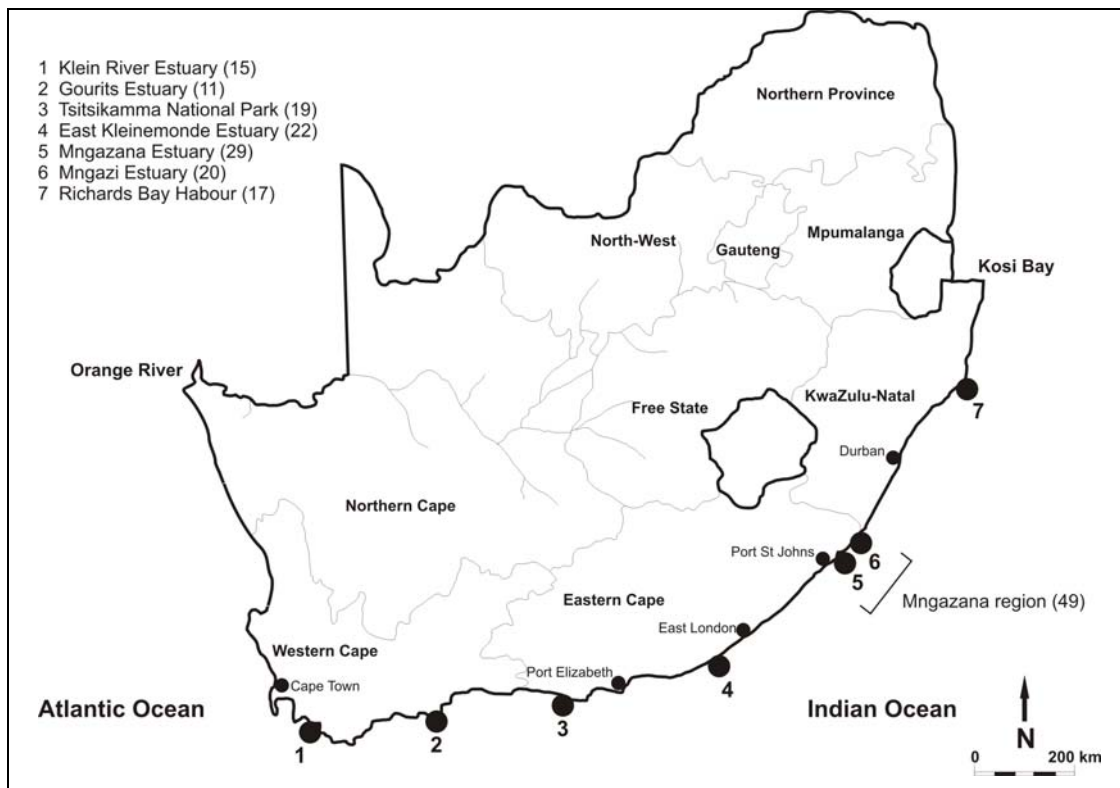 1 Klein River Estuary (15)
2 Gourits Estuary (11)
3 Tsitsikamma National Park (19)
4 East Kleinemonde Estuary (22)
5 Mngazana Estuary (29)
6 Mngazi Estuary (20)
7 Richards Bay Habour (17)
Northern Province
North-West
Gauteng
Mpumalanga
Kosi Bay
Orange River
Free State
KwaZulu-Natal
7
Durban
Northern Cape
Port St Johns
6
5
Mngazana region (49)
Eastern Cape
East London
Western Cape
Port Elizabeth
Cape Town
4
Atlantic Ocean
Indian Ocean
3
2
1
N
0 200 km